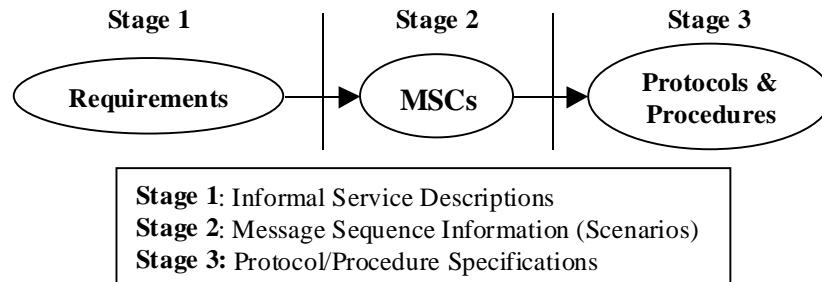 Stage 1 Stage 2 Stage 3
Requirements
MSCs
Protocols &
Procedures
Stage 1: Informal Service Descriptions
Stage 2: Message Sequence Information (Scenarios)
Stage 3: Protocol/Procedure Specifications